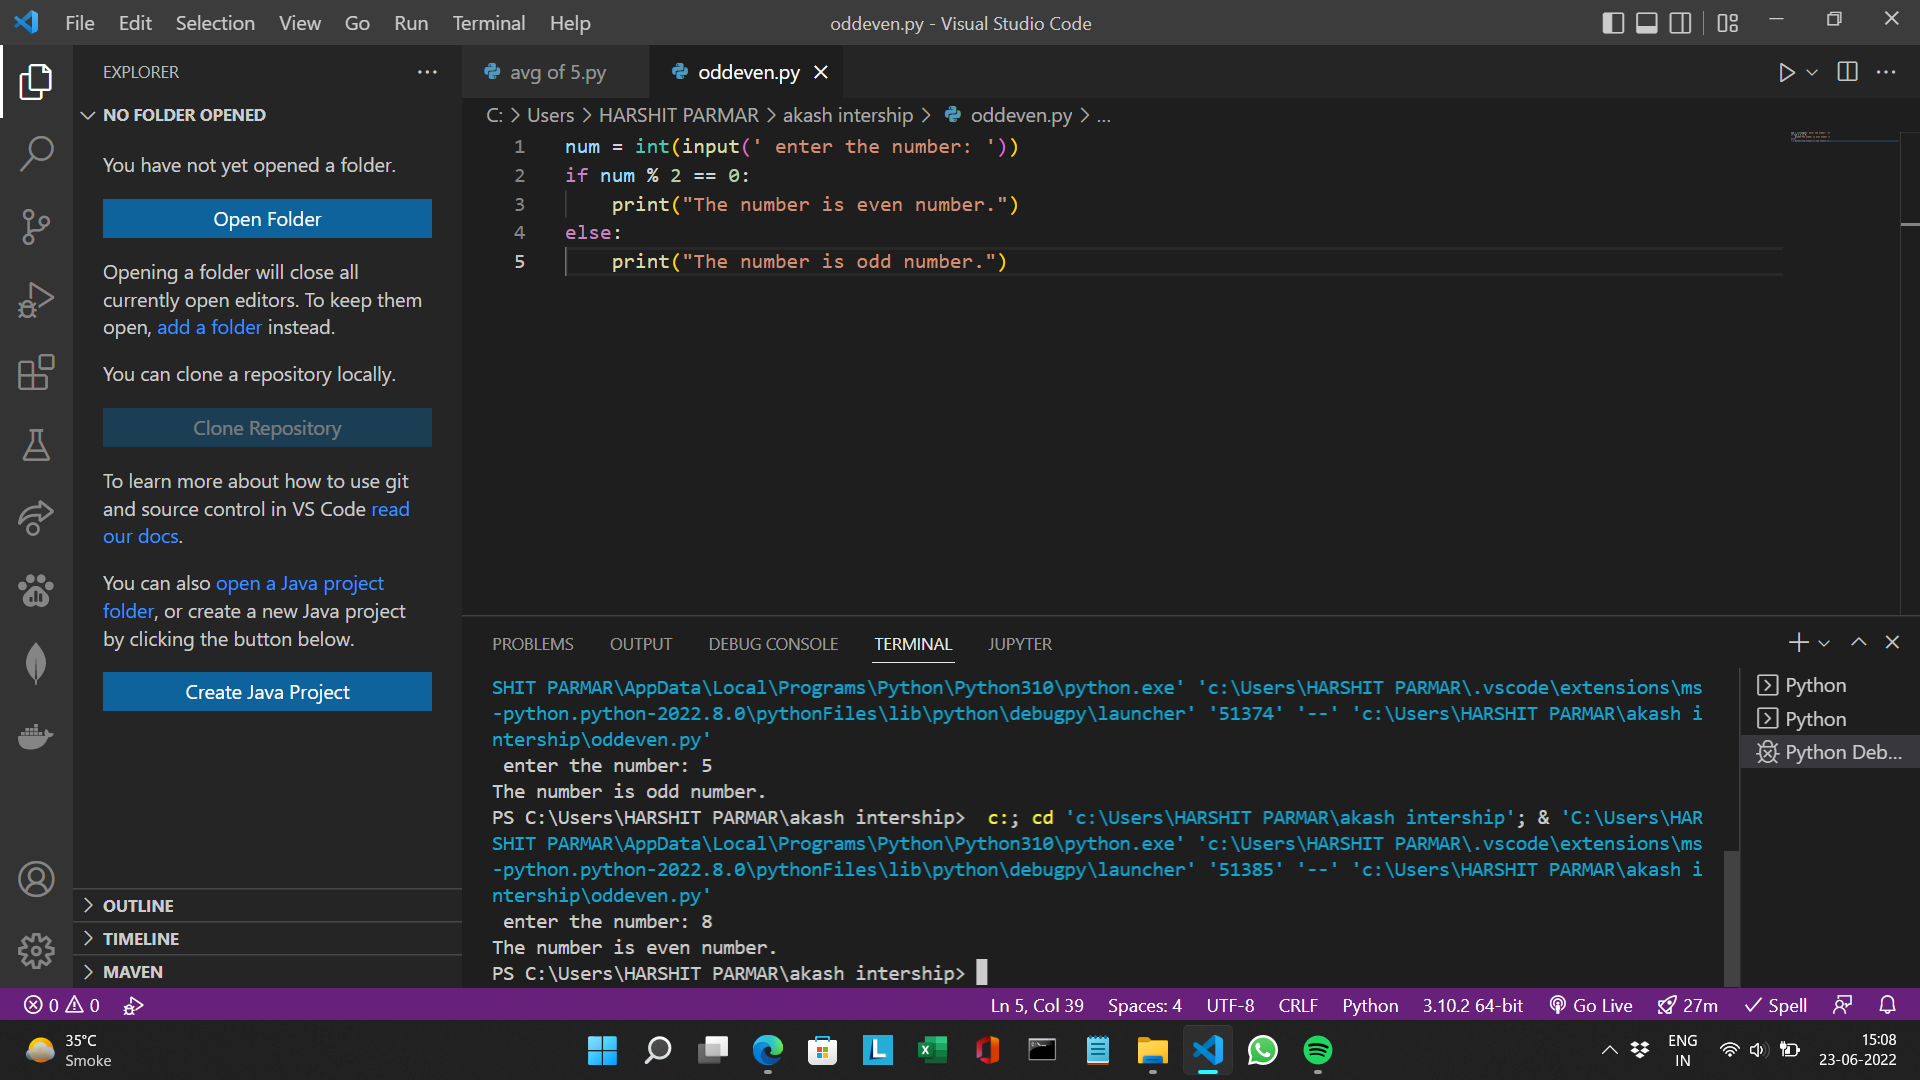 File Edit Selection View Go Run Terminal Help
oddeven.py - Visual Studio Code
EXPLORER
NO FOLDER OPENED
You have not yet opened a folder.
Open Folder
Opening a folder will close all
currently open editors. To keep them
open, add a folder instead.
You can clone a repository locally.
Clone Repository
To learn more about how to use git
and source control in VS Code read
our docs.
You can also open a Java project
folder, or create a new Java project
by clicking the button below.
Create Java Project
OUTLINE
TIMELINE
MAVEN
avg of 5.py
oddeven.py
C: > Users > HARSHIT PARMAR > akash intership > oddeven.py > ...
1 num = int(input(' enter the number: '))
2 if num % 2 == 0:
3     print("The number is even number.")
4 else:
5     print("The number is odd number.")
PROBLEMS OUTPUT DEBUG CONSOLE TERMINAL JUPYTER
SHIT PARMAR\AppData\Local\Programs\Python\Python310\python.exe' 'c:\Users\HARSHIT PARMAR\.vscode\extensions\ms
-python.python-2022.8.0\pythonFiles\lib\python\debugpy\launcher' '51374' '--' 'c:\Users\HARSHIT PARMAR\akash i
ntership\oddeven.py'
 enter the number: 5
The number is odd number.
PS C:\Users\HARSHIT PARMAR\akash intership>  c:; cd 'c:\Users\HARSHIT PARMAR\akash intership'; & 'C:\Users\HAR
SHIT PARMAR\AppData\Local\Programs\Python\Python310\python.exe' 'c:\Users\HARSHIT PARMAR\.vscode\extensions\ms
-python.python-2022.8.0\pythonFiles\lib\python\debugpy\launcher' '51385' '--' 'c:\Users\HARSHIT PARMAR\akash i
ntership\oddeven.py'
 enter the number: 8
The number is even number.
PS C:\Users\HARSHIT PARMAR\akash intership>
Python
Python
Python Deb...
0 0
Ln 5, Col 39 Spaces: 4 UTF-8 CRLF Python 3.10.2 64-bit Go Live 27m Spell
35°C
Smoke
L
ENG
IN
15:08
23-06-2022